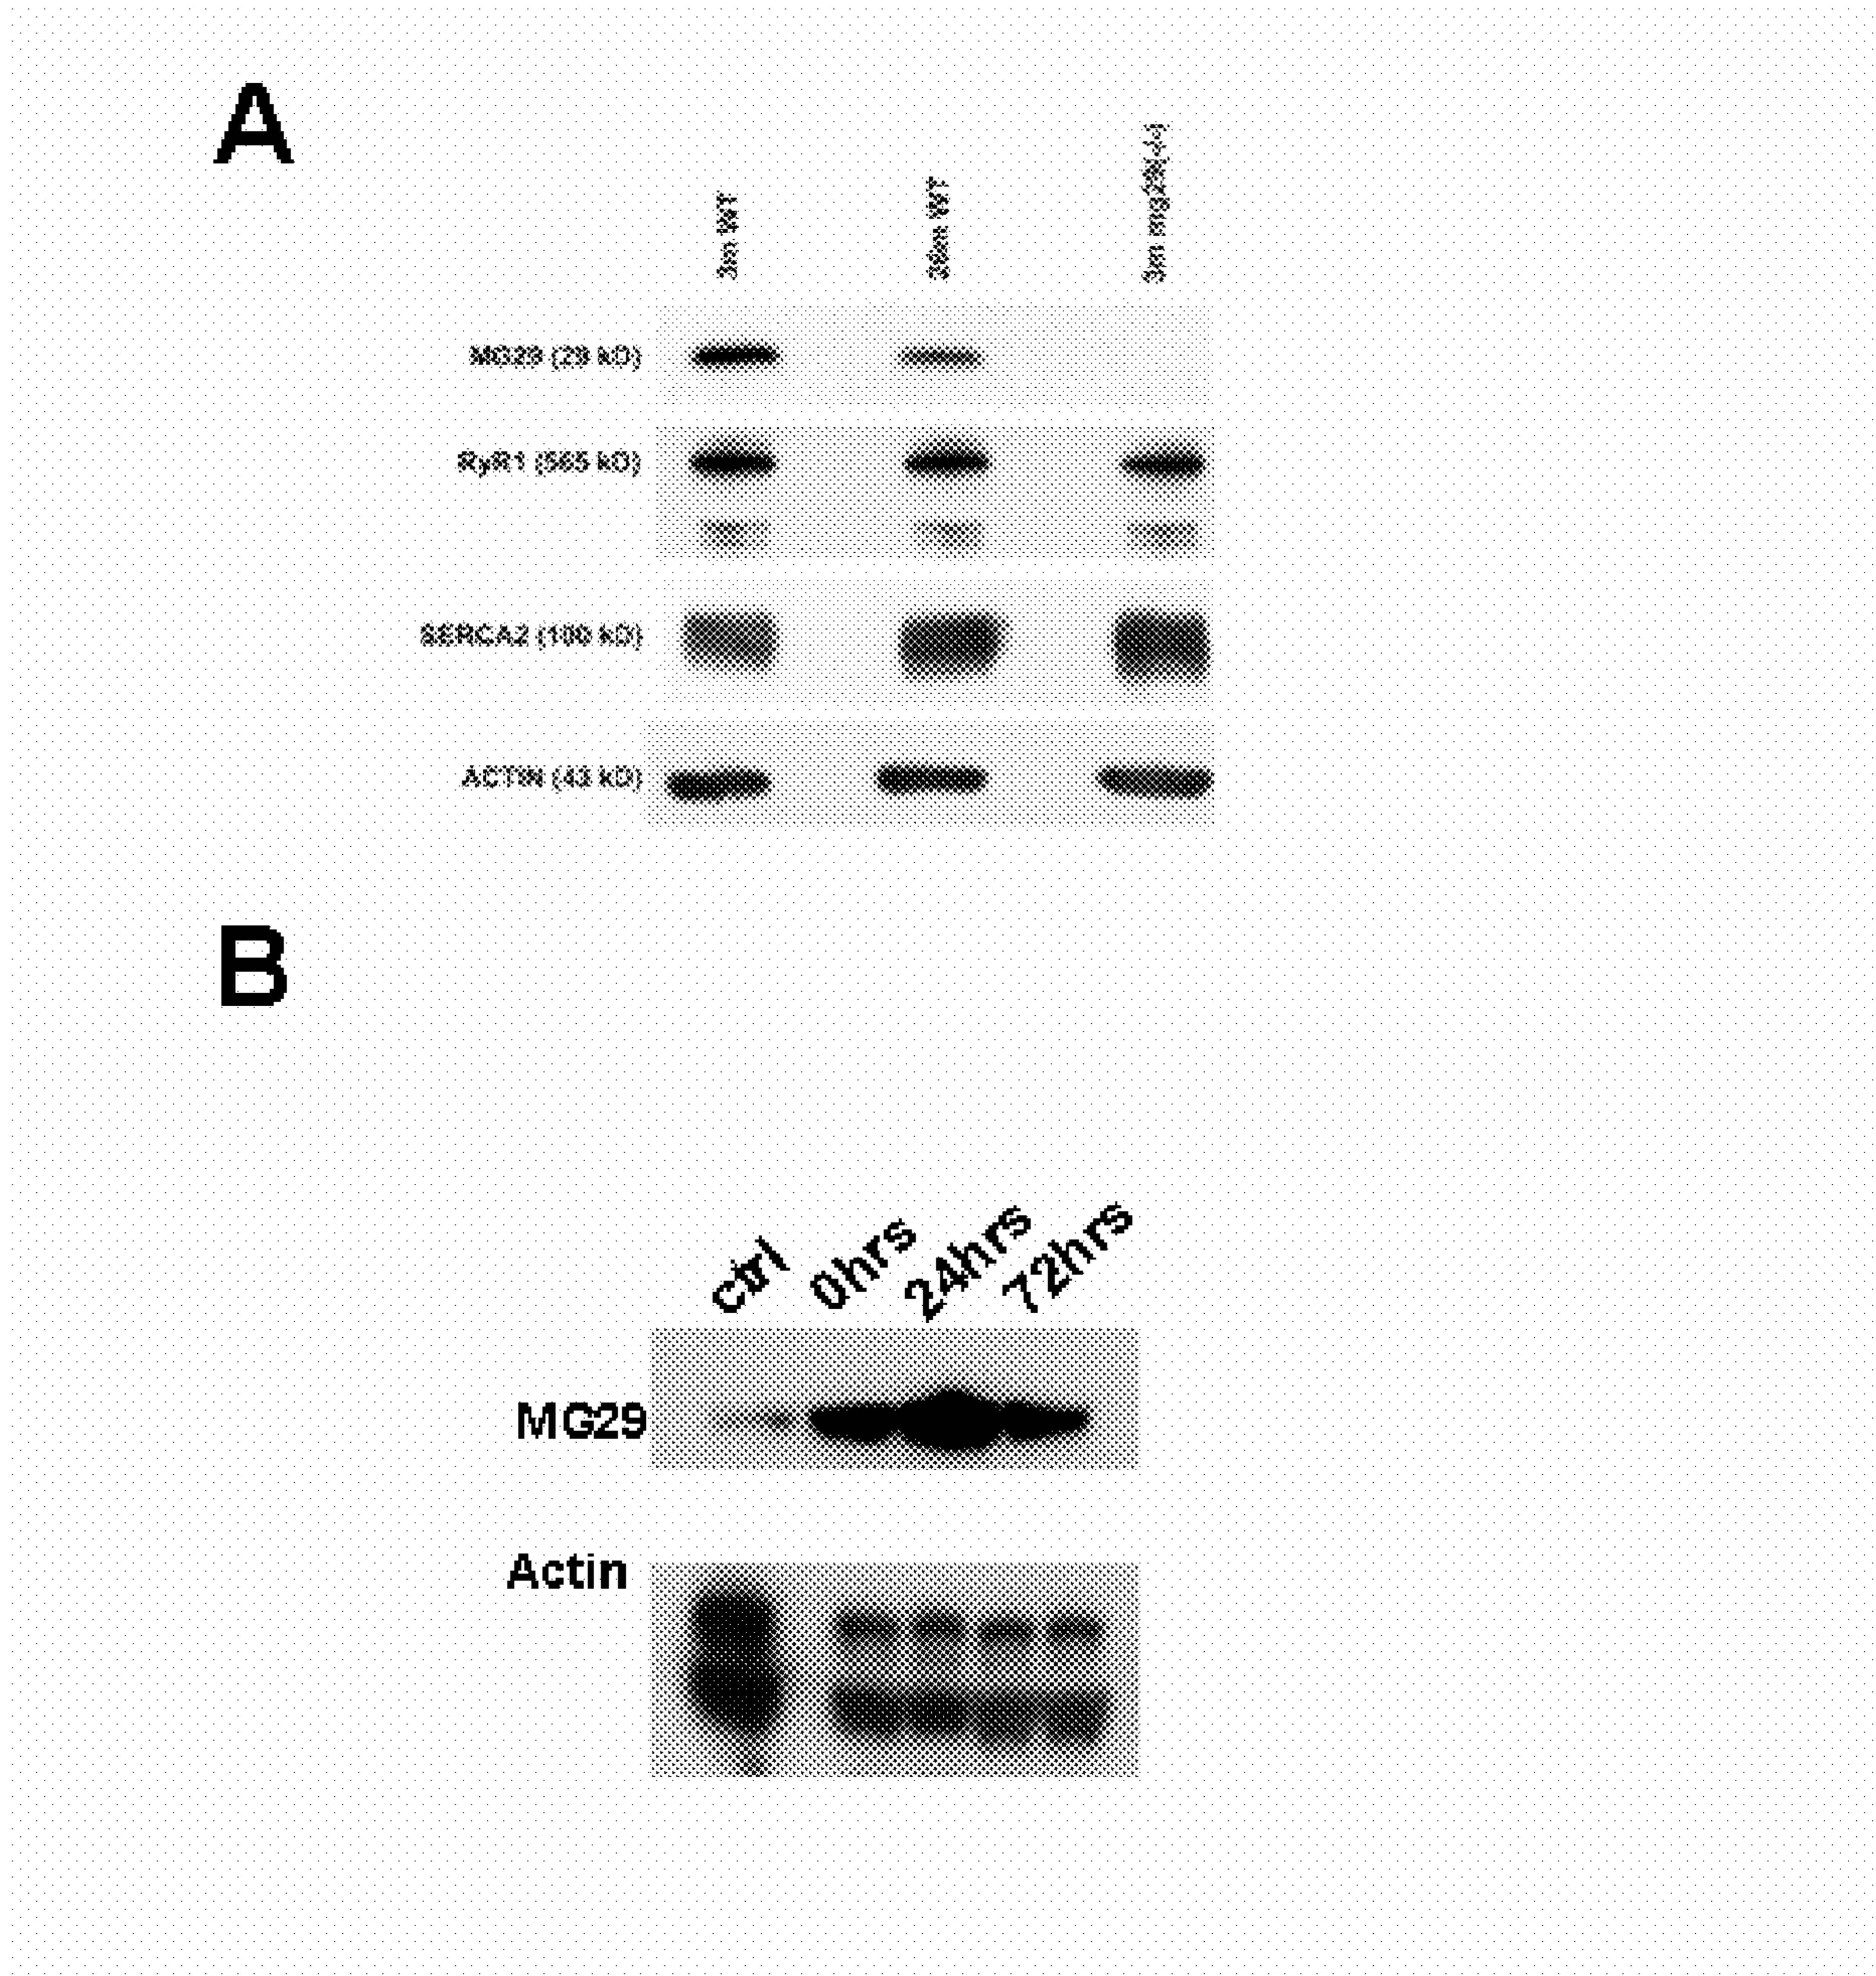 A
3m WT
WT
3m mg29(-/-)
MG29 (29 kD)
RyR1 (565 kD)
SERCA2 (100 kD)
ACTIN (43 kD)
B
ctrl
0hrs
24hrs
72hrs
MG29
Actin